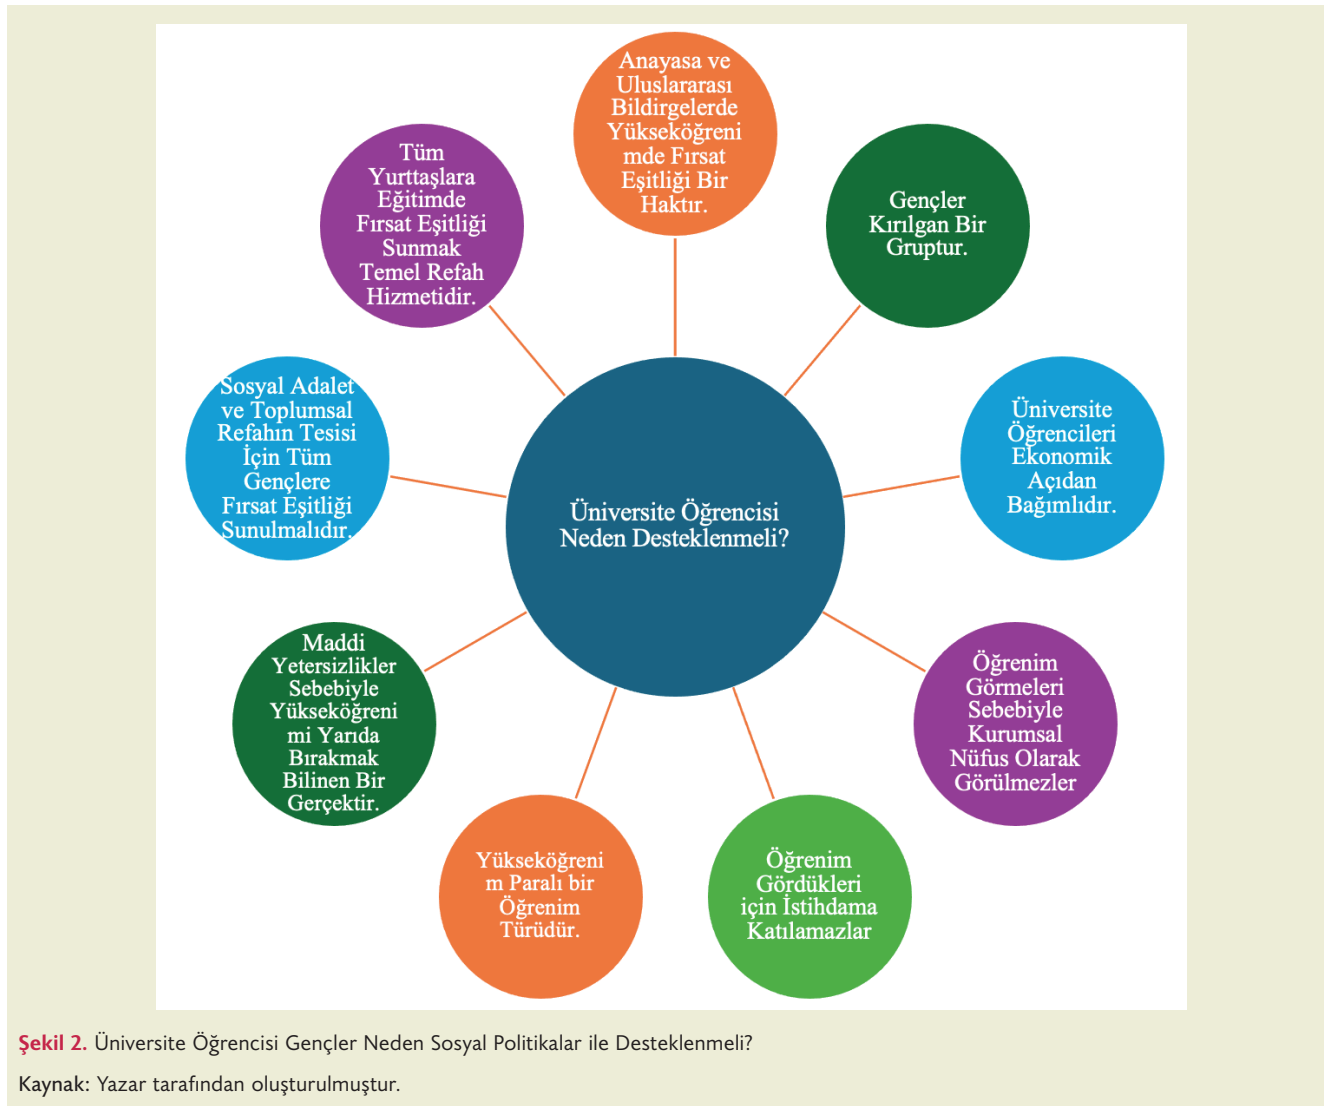 Anayasa ve
Uluslararası
Bildirgelerde
Yükseköğreni
mde Fırsat
Eşitliği Bir
Haktır.
Gençler
Kırılgan Bir
Gruptur.
Üniversite
Öğrencileri
Ekonomik
Açıdan
Bağımlıdır.
Öğrenim
Görmeleri
Sebebiyle
Kurumsal
Nüfus Olarak
Görülmezler
Öğrenim
Gördükleri
için İstihdama
Katılamazlar
Yükseköğreni
m Paralı bir
Öğrenim
Türüdür.
Maddi
Yetersizlikler
Sebebiyle
Yükseköğreni
mi Yarıda
Bırakmak
Bilinen Bir
Gerçektir.
Sosyal Adalet
ve Toplumsal
Refahın Tesisi
İçin Tüm
Gençlere
Fırsat Eşitliği
Sunulmalıdır.
Tüm
Yurttaşlara
Eğitimde
Fırsat Eşitliği
Sunmak
Temel Refah
Hizmetidir.
Üniversite Öğrencisi
Neden Desteklenmeli?
Şekil 2. Üniversite Öğrencisi Gençler Neden Sosyal Politikalar ile Desteklenmeli?
Kaynak: Yazar tarafından oluşturulmuştur.